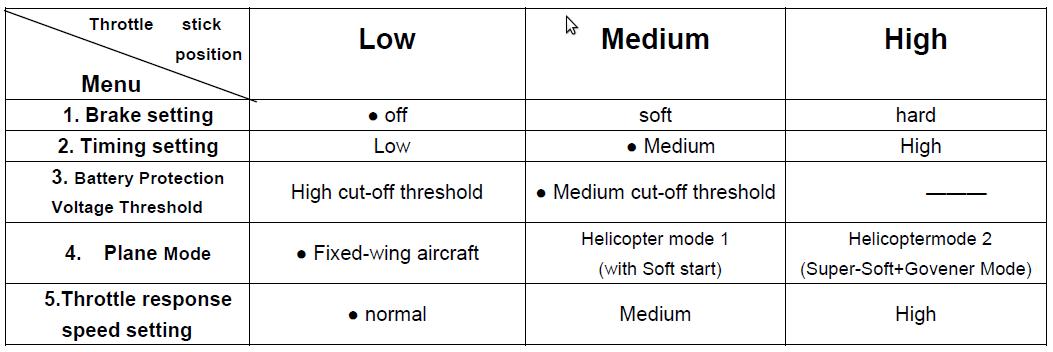 Throttle stick
position
Menu
Low Medium High
1. Brake setting ● off soft hard
2. Timing setting Low ● Medium High
3. Battery Protection
Voltage Threshold
High cut-off threshold ● Medium cut-off threshold ———
4. Plane Mode ● Fixed-wing aircraft
Helicopter mode 1
(with Soft start)
Helicoptermode 2
(Super-Soft+Govener Mode)
5.Throttle response
speed setting
● normal Medium High